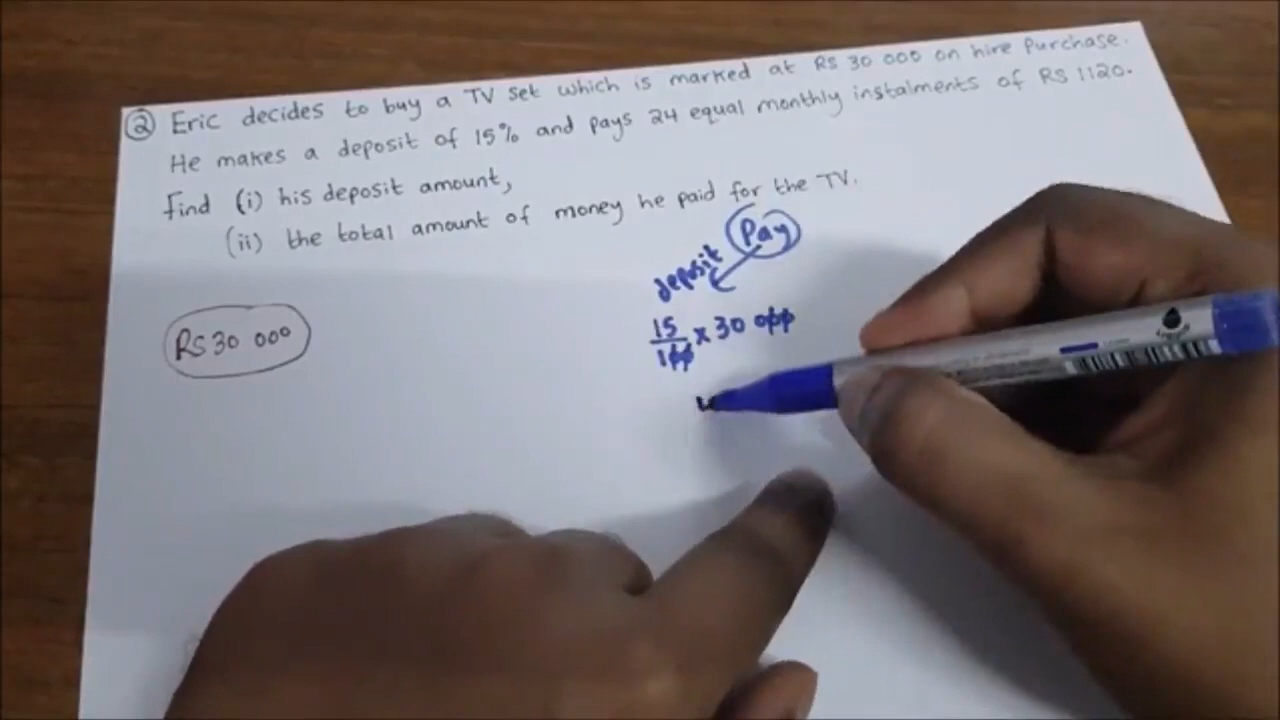 ② Eric decides to buy a TV set which is marked at RS 30 000 on hire Purchase.
He makes a deposit of 15% and pays 24 equal monthly instalments of RS 1120.
Find (i) his deposit amount,
(ii) the total amount of money he paid for the TV.
Pay
deposit
RS 30 000
15/100 x 30 000